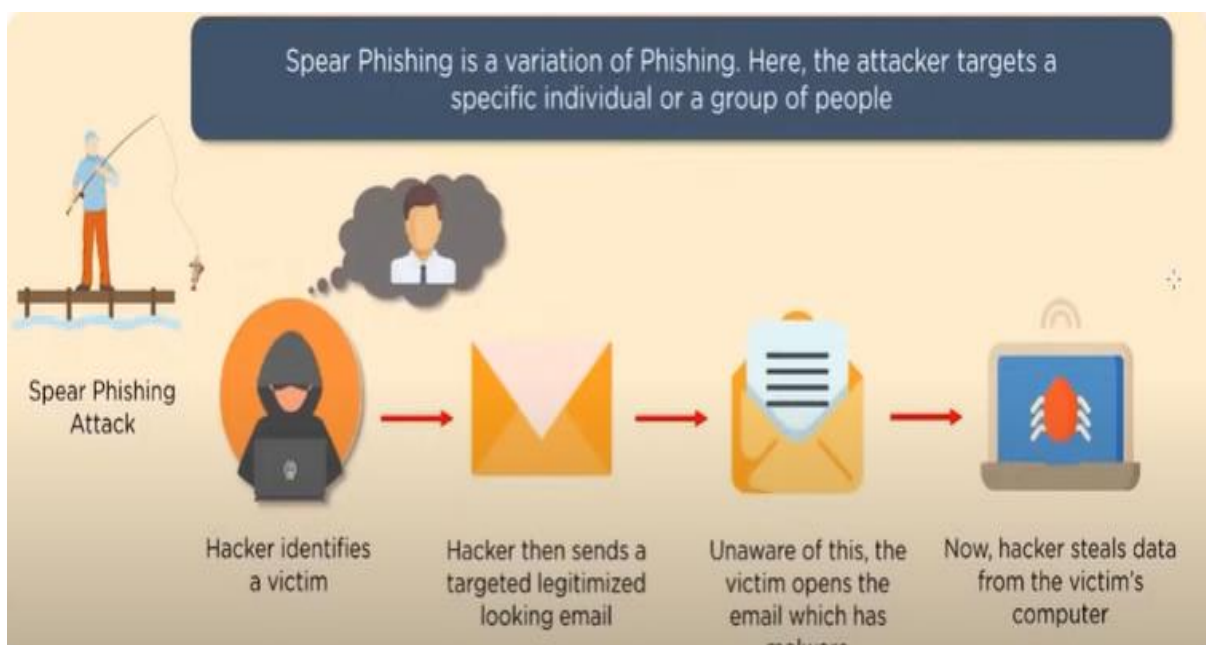 Spear Phishing is a variation of Phishing. Here, the attacker targets a
specific individual or a group of people
Spear Phishing
Attack
Hacker identifies
a victim
Hacker then sends a
targeted legitimized
looking email
Unaware of this, the
victim opens the
email which has
malware
Now, hacker steals data
from the victim's
computer